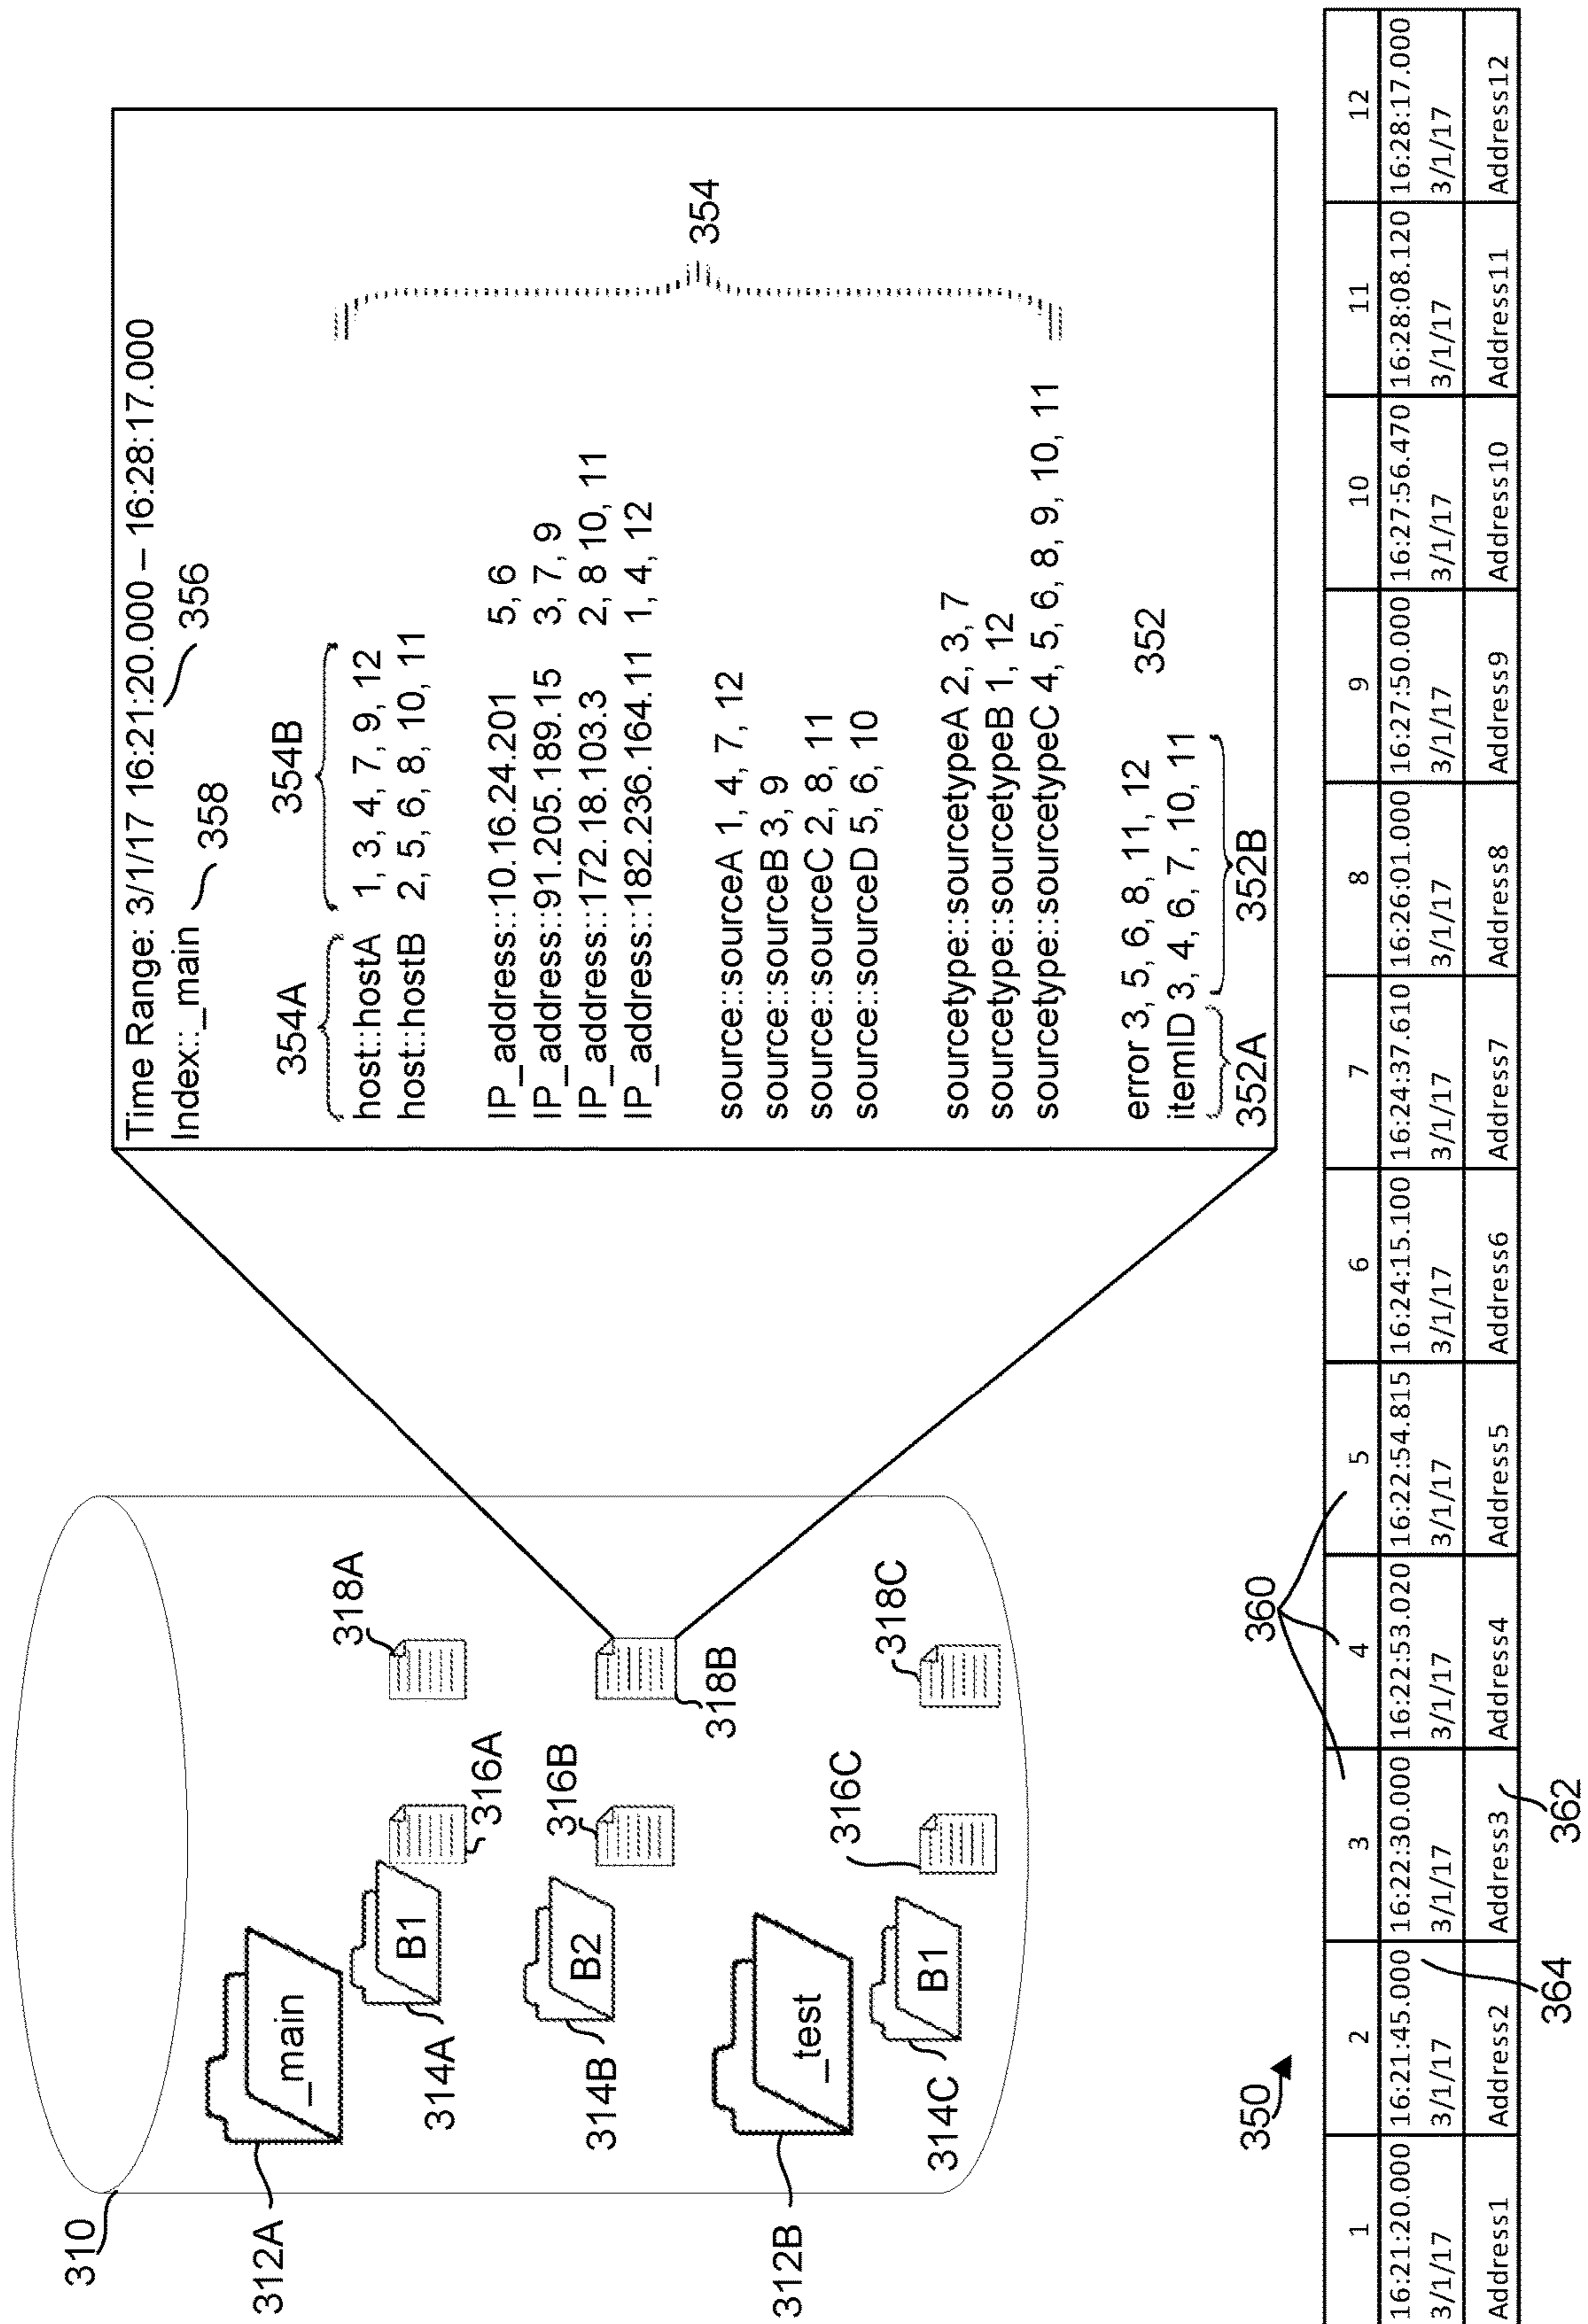 310
312A
_main
314A
B1
316A
318A
314B
B2
316B
318B
312B
_test
314C
B1
316C
318C
Time Range: 3/1/17 16:21:20.000 – 16:28:17.000
Index::_main
358
356
354A
354B
host::hostA 1, 3, 4, 7, 9, 12
host::hostB 2, 5, 6, 8, 10, 11
IP_address::10.16.24.201 5, 6
IP_address::91.205.189.15 3, 7, 9
IP_address::172.18.103.3 2, 8 10, 11
IP_address::182.236.164.11 1, 4, 12
354
source::sourceA 1, 4, 7, 12
source::sourceB 3, 9
source::sourceC 2, 8, 11
source::sourceD 5, 6, 10
sourcetype::sourcetypeA 2, 3, 7
sourcetype::sourcetypeB 1, 12
sourcetype::sourcetypeC 4, 5, 6, 8, 9, 10, 11
error 3, 5, 6, 8, 11, 12
itemID 3, 4, 6, 7, 10, 11
352
352A
352B
350
360
1 2 3 4 5 6 7 8 9 10 11 12
16:21:20.000 16:21:45.000 16:22:30.000 16:22:53.020 16:22:54.815 16:24:15.100 16:24:37.610 16:26:01.000 16:27:50.000 16:27:56.470 16:28:08.120 16:28:17.000
3/1/17 3/1/17 3/1/17 3/1/17 3/1/17 3/1/17 3/1/17 3/1/17 3/1/17 3/1/17 3/1/17 3/1/17
Address1 Address2 Address3 Address4 Address5 Address6 Address7 Address8 Address9 Address10 Address11 Address12
364
362